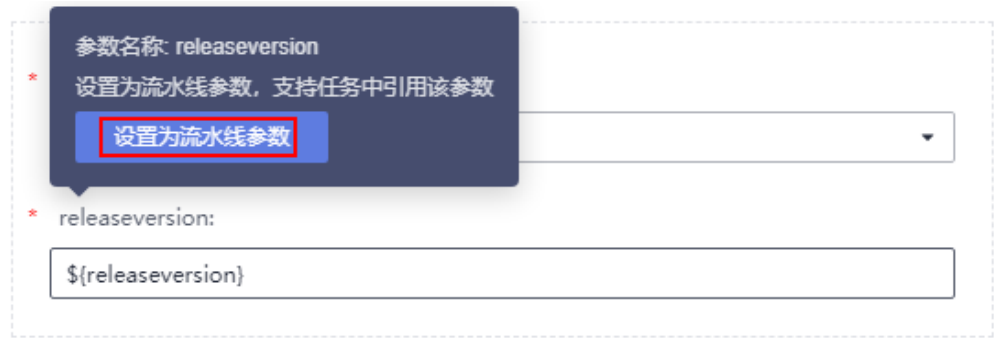 参数名称: releaseversion
设置为流水线参数，支持任务中引用该参数
设置为流水线参数
*
* releaseversion:
${releaseversion}